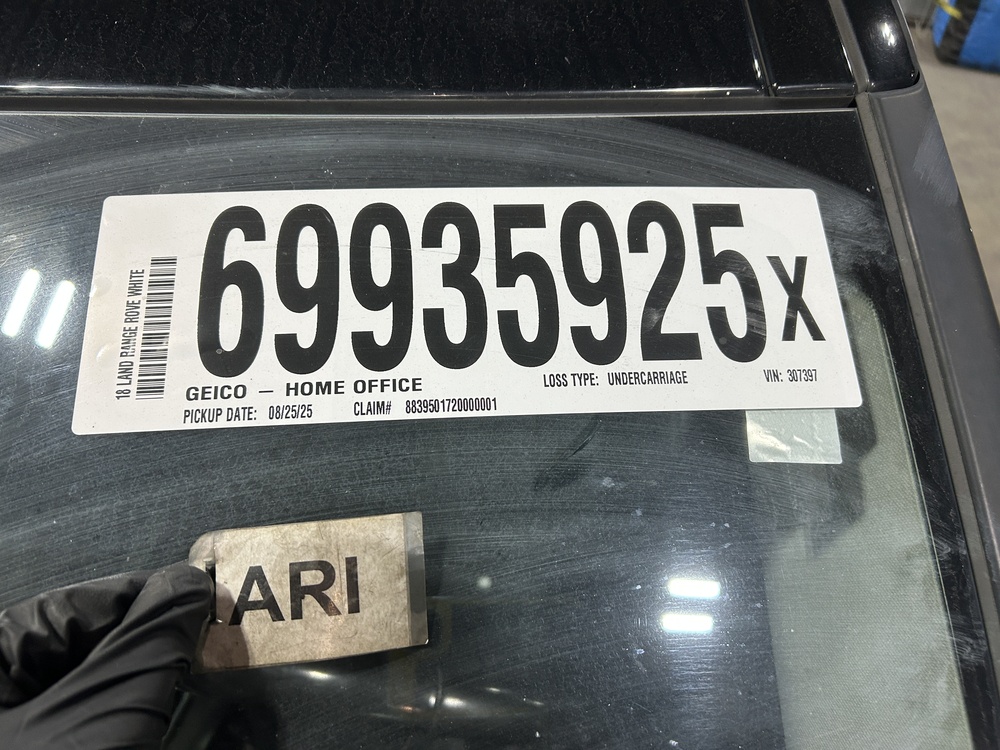 69935925X
18 LAND RANGE ROVE WHITE
GEICO – HOME OFFICE
LOSS TYPE: UNDERCARRIAGE
VIN: 307397
PICKUP DATE: 08/25/25
CLAIM# 8839501720000001
IARI